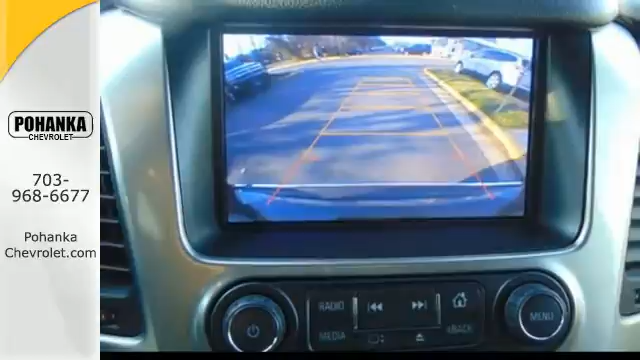 POHANKA
CHEVROLET
703-
968-6677
Pohanka
Chevrolet.com
RADIO
MEDIA
BACK
MENU